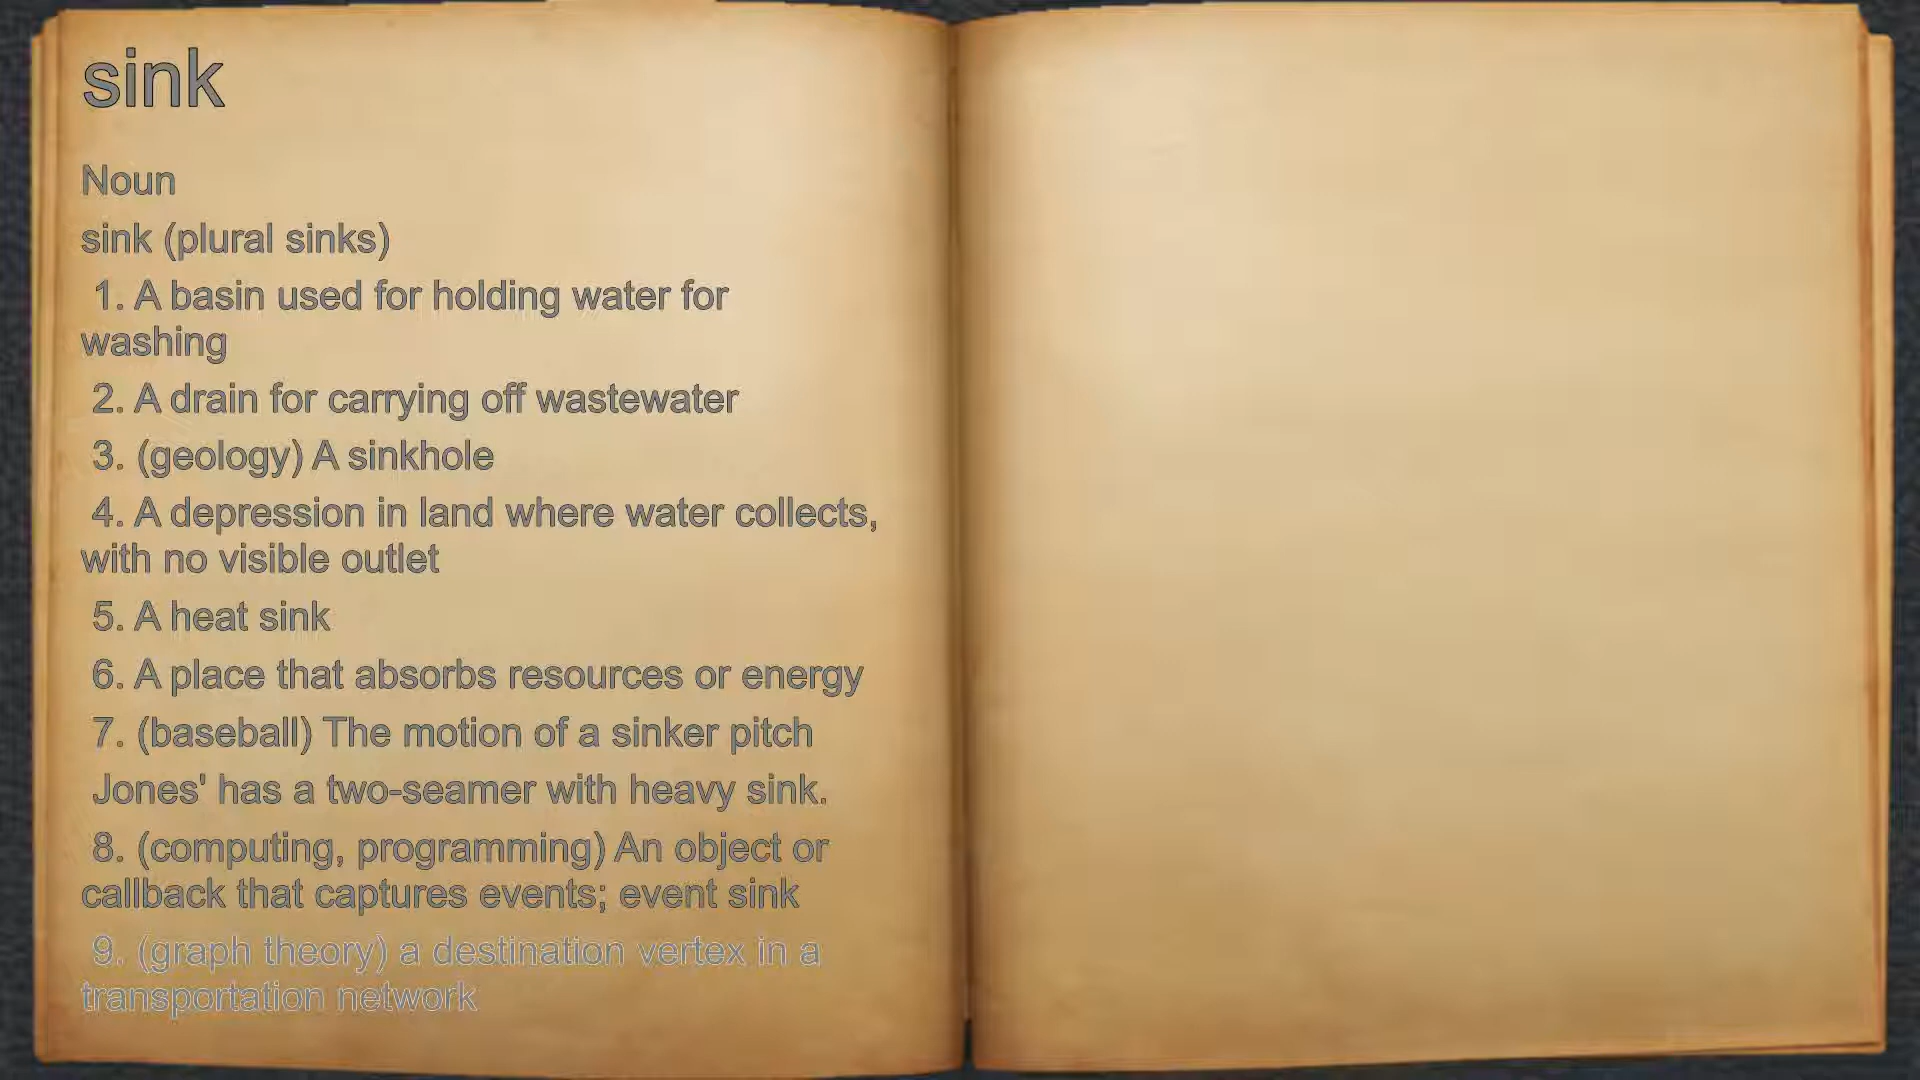 sink
Noun
sink (plural sinks)
1. A basin used for holding water for
washing
2. A drain for carrying off wastewater
3. (geology) A sinkhole
4. A depression in land where water collects,
with no visible outlet
5. A heat sink
6. A place that absorbs resources or energy
7. (baseball) The motion of a sinker pitch
Jones' has a two-seamer with heavy sink.
8. (computing, programming) An object or
callback that captures events; event sink
9. (graph theory) a destination vertex in a
transportation network